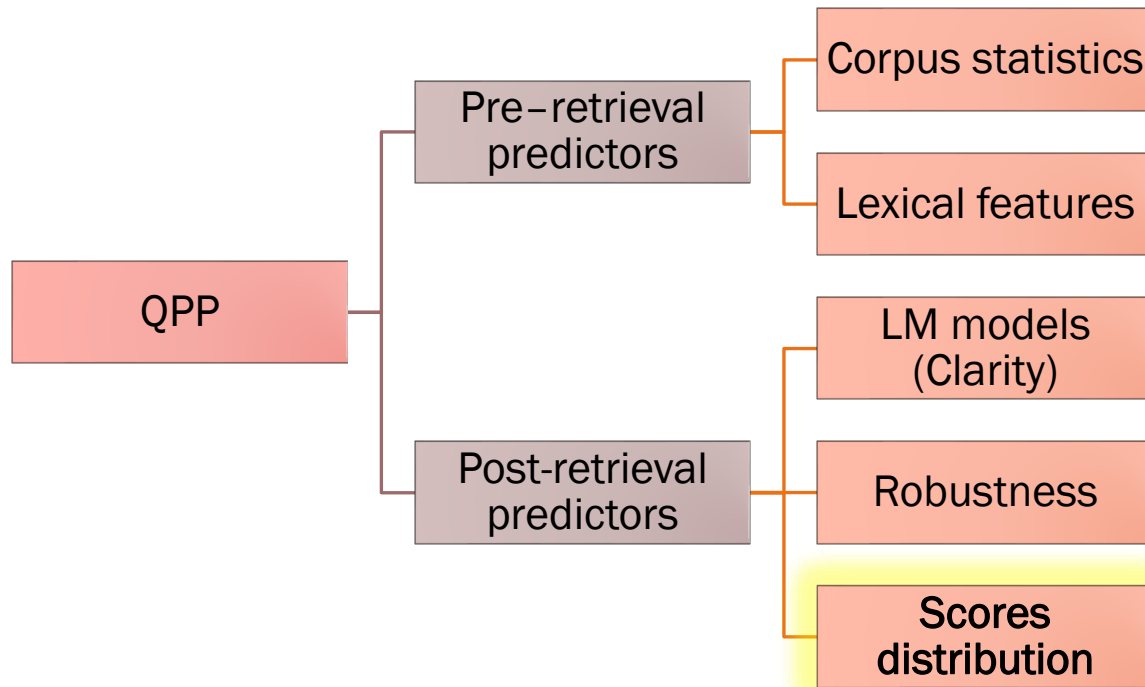 QPP
Pre–retrieval
predictors
Corpus statistics
Lexical features
Post-retrieval
predictors
LM models
(Clarity)
Robustness
Scores
distribution